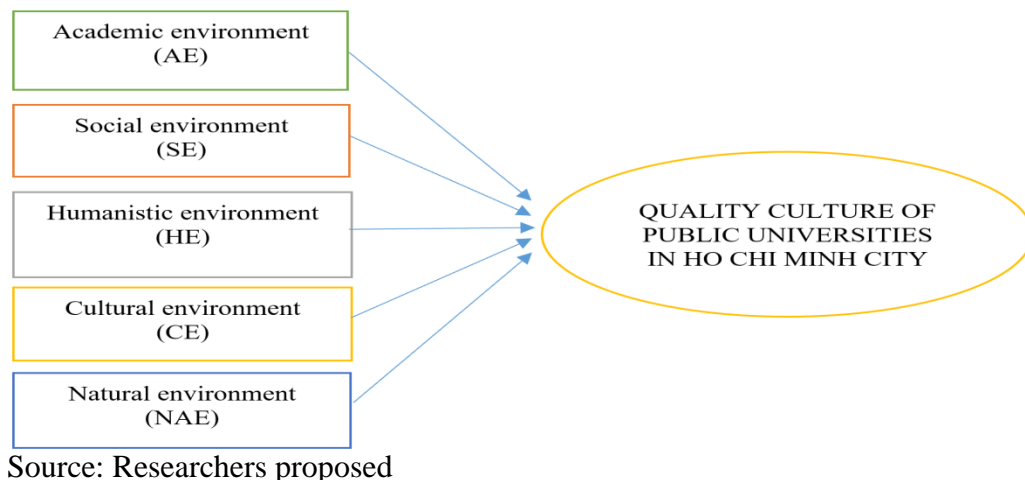 Academic environment
(AE)
Social environment
(SE)
Humanistic environment
(HE)
Cultural environment
(CE)
Natural environment
(NAE)
QUALITY CULTURE OF
PUBLIC UNIVERSITIES
IN HO CHI MINH CITY
Source: Researchers proposed